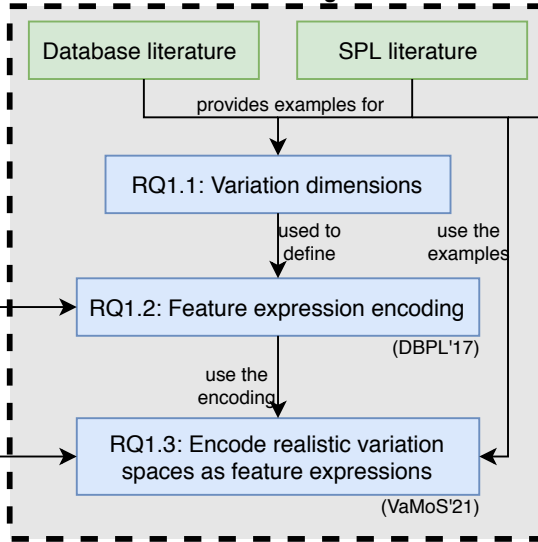 Database literature
SPL literature
provides examples for
RQ1.1: Variation dimensions
used to
define
use the
examples
RQ1.2: Feature expression encoding
(DBPL'17)
use the
encoding
RQ1.3: Encode realistic variation
spaces as feature expressions
(VaMoS'21)